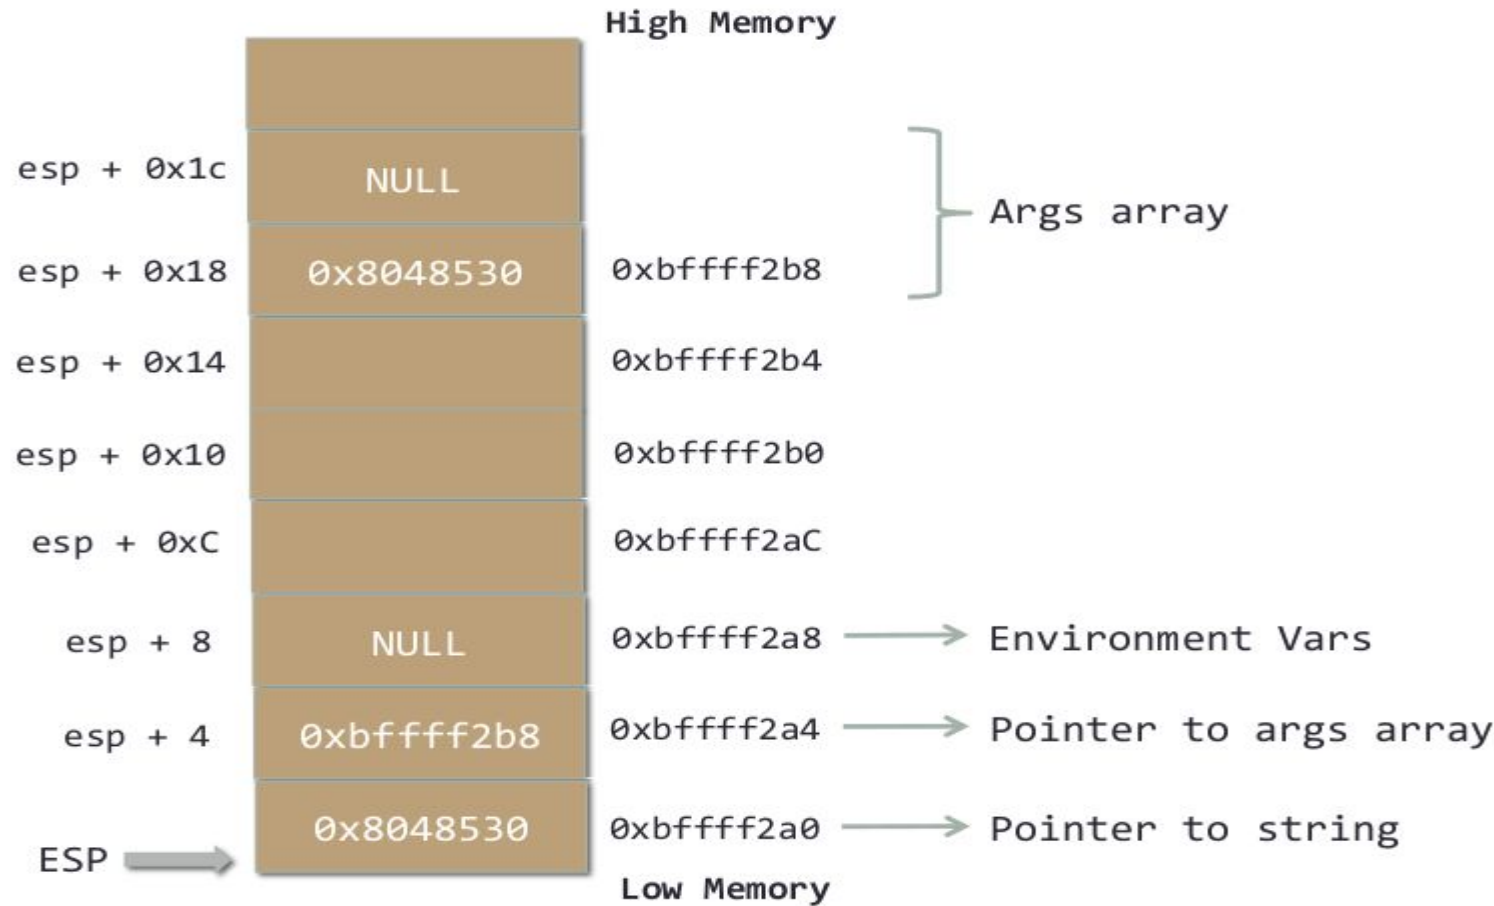 High Memory
esp + 0x1c NULL
Args array
esp + 0x18 0x8048530 0xbffff2b8
esp + 0x14 0xbffff2b4
esp + 0x10 0xbffff2b0
esp + 0xC 0xbffff2aC
esp + 8 NULL 0xbffff2a8 Environment Vars
esp + 4 0xbffff2b8 0xbffff2a4 Pointer to args array
0x8048530 0xbffff2a0 Pointer to string
ESP
Low Memory